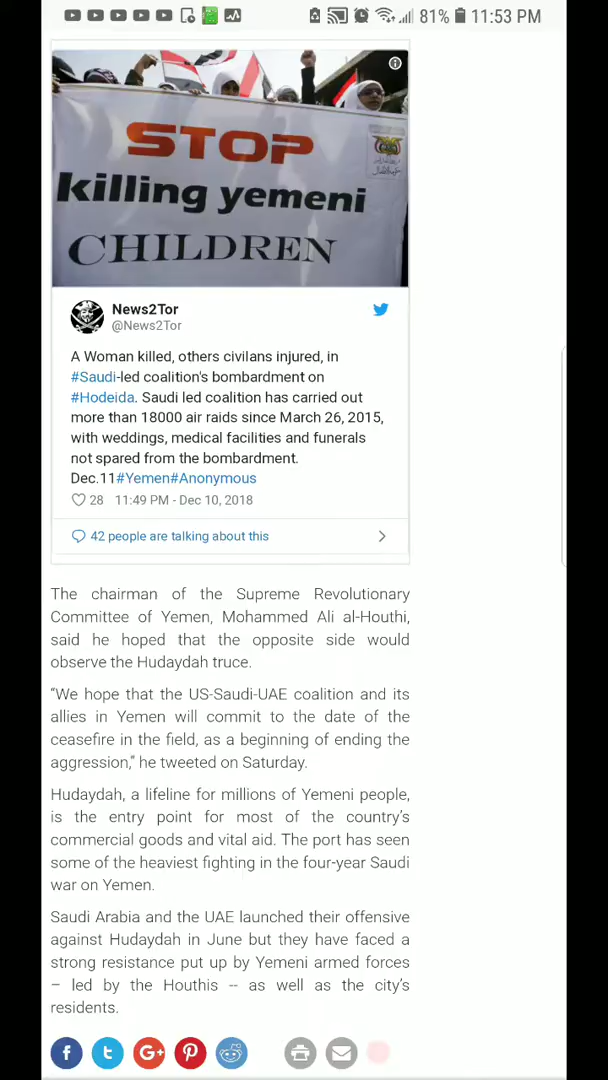 81% 11:53 PM
STOP
killing yemeni
CHILDREN
News2Tor
@News2Tor
A Woman killed, others civilans injured, in
#Saudi-led coalition's bombardment on
#Hodeida. Saudi led coalition has carried out
more than 18000 air raids since March 26, 2015,
with weddings, medical facilities and funerals
not spared from the bombardment.
Dec.11#Yemen#Anonymous
28 11:49 PM - Dec 10, 2018
42 people are talking about this
The chairman of the Supreme Revolutionary
Committee of Yemen, Mohammed Ali al-Houthi,
said he hoped that the opposite side would
observe the Hudaydah truce.
“We hope that the US-Saudi-UAE coalition and its
allies in Yemen will commit to the date of the
ceasefire in the field, as a beginning of ending the
aggression,” he tweeted on Saturday.
Hudaydah, a lifeline for millions of Yemeni people,
is the entry point for most of the country’s
commercial goods and vital aid. The port has seen
some of the heaviest fighting in the four-year Saudi
war on Yemen.
Saudi Arabia and the UAE launched their offensive
against Hudaydah in June but they have faced a
strong resistance put up by Yemeni armed forces
– led by the Houthis -- as well as the city’s
residents.
G+